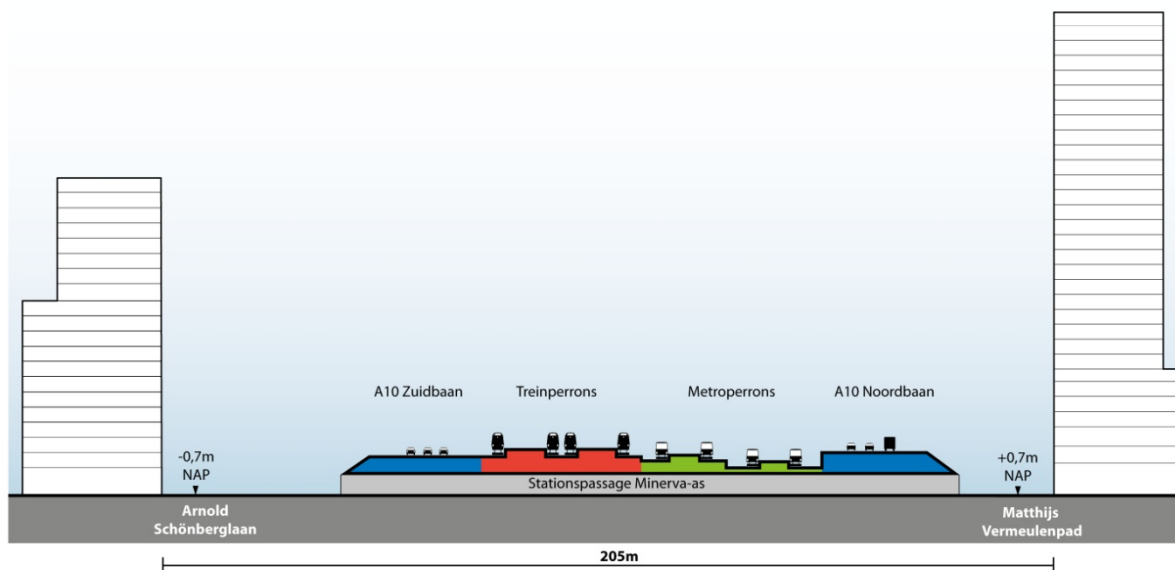 A10 Zuidbaan
Treinperrons
Metroperrons
A10 Noordbaan
-0,7m
NAP
+0,7m
NAP
Stationspassage Minerva-as
Arnold
Schönberglaan
Matthijs
Vermeulenpad
205m